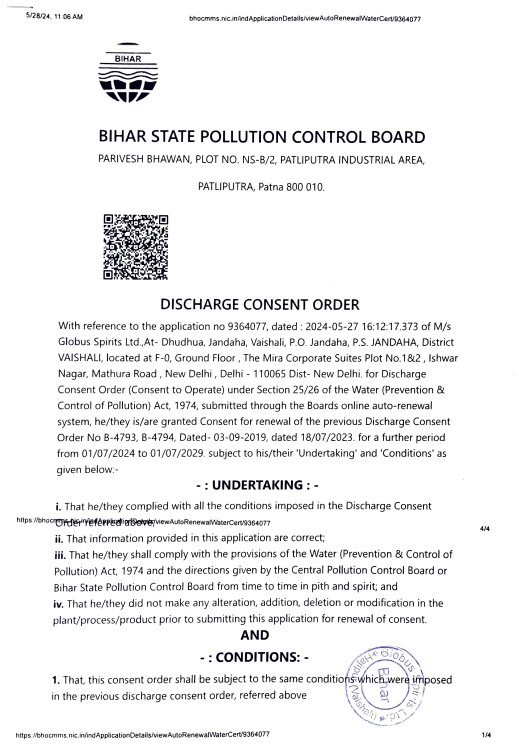 5/28/24, 11:06 AM
bhocmms.nic.in/indApplicationDetails/viewAutoRenewalWaterCert/9364077
BIHAR
BIHAR STATE POLLUTION CONTROL BOARD
PARIVESH BHAWAN, PLOT NO. NS-B/2, PATLIPUTRA INDUSTRIAL AREA,
PATLIPUTRA, Patna 800 010.
DISCHARGE CONSENT ORDER
With reference to the application no 9364077, dated : 2024-05-27 16:12:17.373 of M/s
Globus Spirits Ltd.,At- Dhudhua, Jandaha, Vaishali, P.O. Jandaha, P.S. JANDAHA, District
VAISHALI, located at F-0, Ground Floor , The Mira Corporate Suites Plot No.1&2 , Ishwar
Nagar, Mathura Road , New Delhi , Delhi - 110065 Dist- New Delhi. for Discharge
Consent Order (Consent to Operate) under Section 25/26 of the Water (Prevention &
Control of Pollution) Act, 1974, submitted through the Boards online auto-renewal
system, he/they is/are granted Consent for renewal of the previous Discharge Consent
Order No B-4793, B-4794, Dated- 03-09-2019, dated 18/07/2023. for a further period
from 01/07/2024 to 01/07/2029. subject to his/their 'Undertaking' and 'Conditions' as
given below:-
- : UNDERTAKING : -
i. That he/they complied with all the conditions imposed in the Discharge Consent
Order referred above;
https://bhocmms.nic.in/indApplicationDetails/viewAutoRenewalWaterCert/9364077
4/4
ii. That information provided in this application are correct;
iii. That he/they shall comply with the provisions of the Water (Prevention & Control of
Pollution) Act, 1974 and the directions given by the Central Pollution Control Board or
Bihar State Pollution Control Board from time to time in pith and spirit; and
iv. That he/they did not make any alteration, addition, deletion or modification in the
plant/process/product prior to submitting this application for renewal of consent.
AND
- : CONDITIONS: -
1. That, this consent order shall be subject to the same conditions which were imposed
in the previous discharge consent order, referred above
Globus Spirits Ltd. (Vaishali)
Bihar
https://bhocmms.nic.in/indApplicationDetails/viewAutoRenewalWaterCert/9364077
1/4